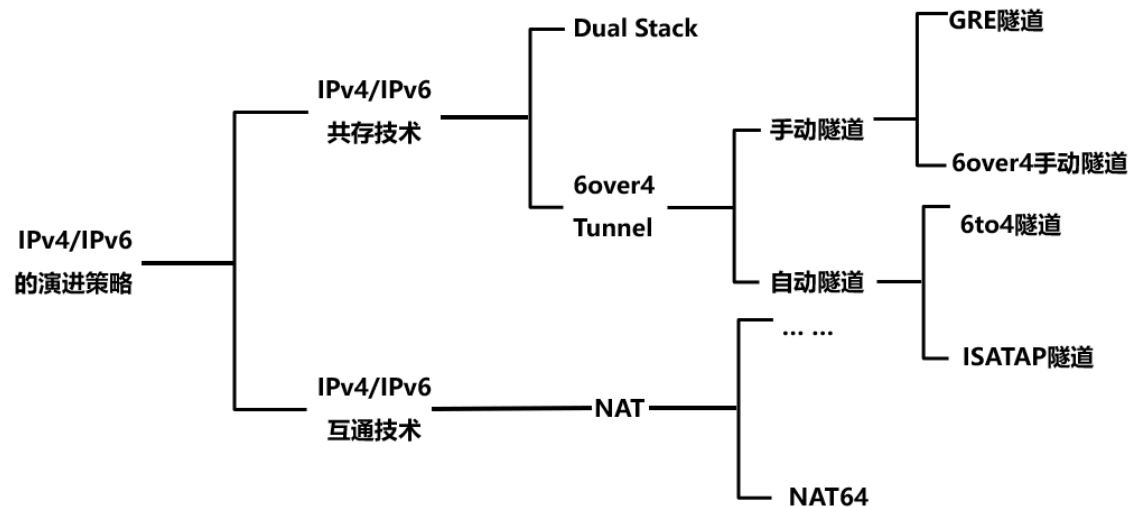 IPv4/IPv6
的演进策略
IPv4/IPv6
共存技术
Dual Stack
6over4
Tunnel
手动隧道
GRE隧道
6over4手动隧道
自动隧道
6to4隧道
ISATAP隧道
IPv4/IPv6
互通技术
NAT
... ...
NAT64